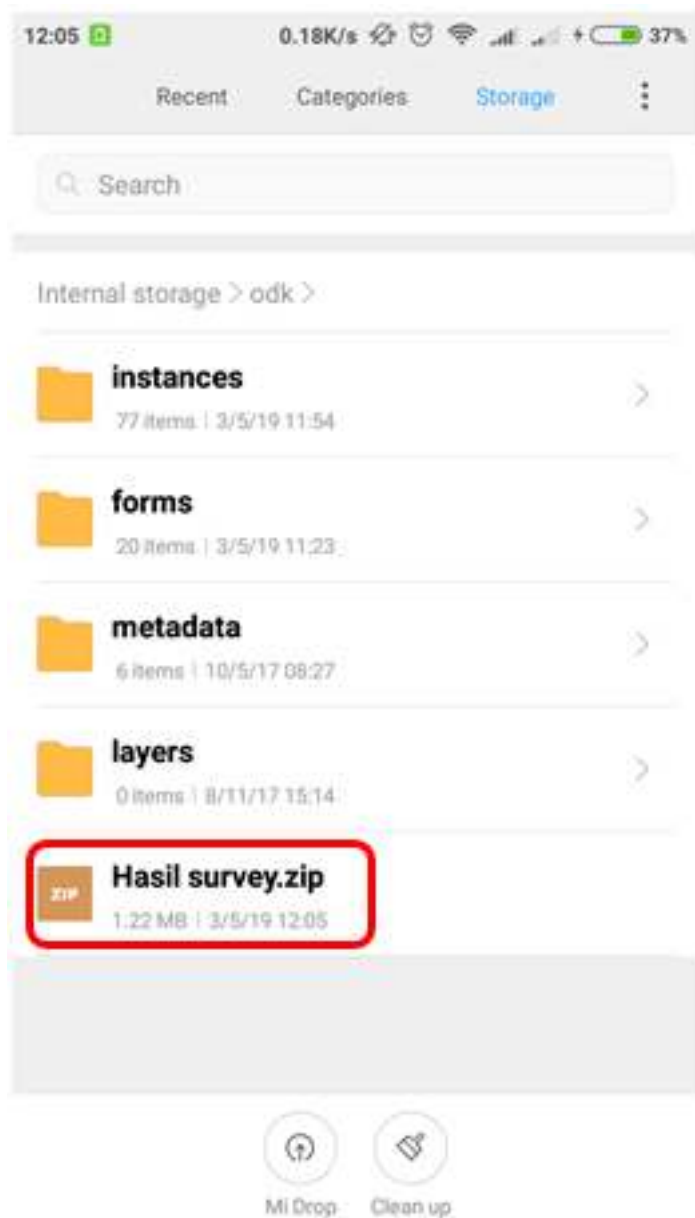 12:05 0.18K/s 37%
Recent Categories Storage
Search
Internal storage > odk >
instances
77 items | 3/5/19 11:54
forms
20 items | 3/5/19 11:23
metadata
6 items | 10/5/17 08:27
layers
0 items | 8/11/17 15:14
ZIP
Hasil survey.zip
1.22 MB | 3/5/19 12:05
Mi Drop Clean up